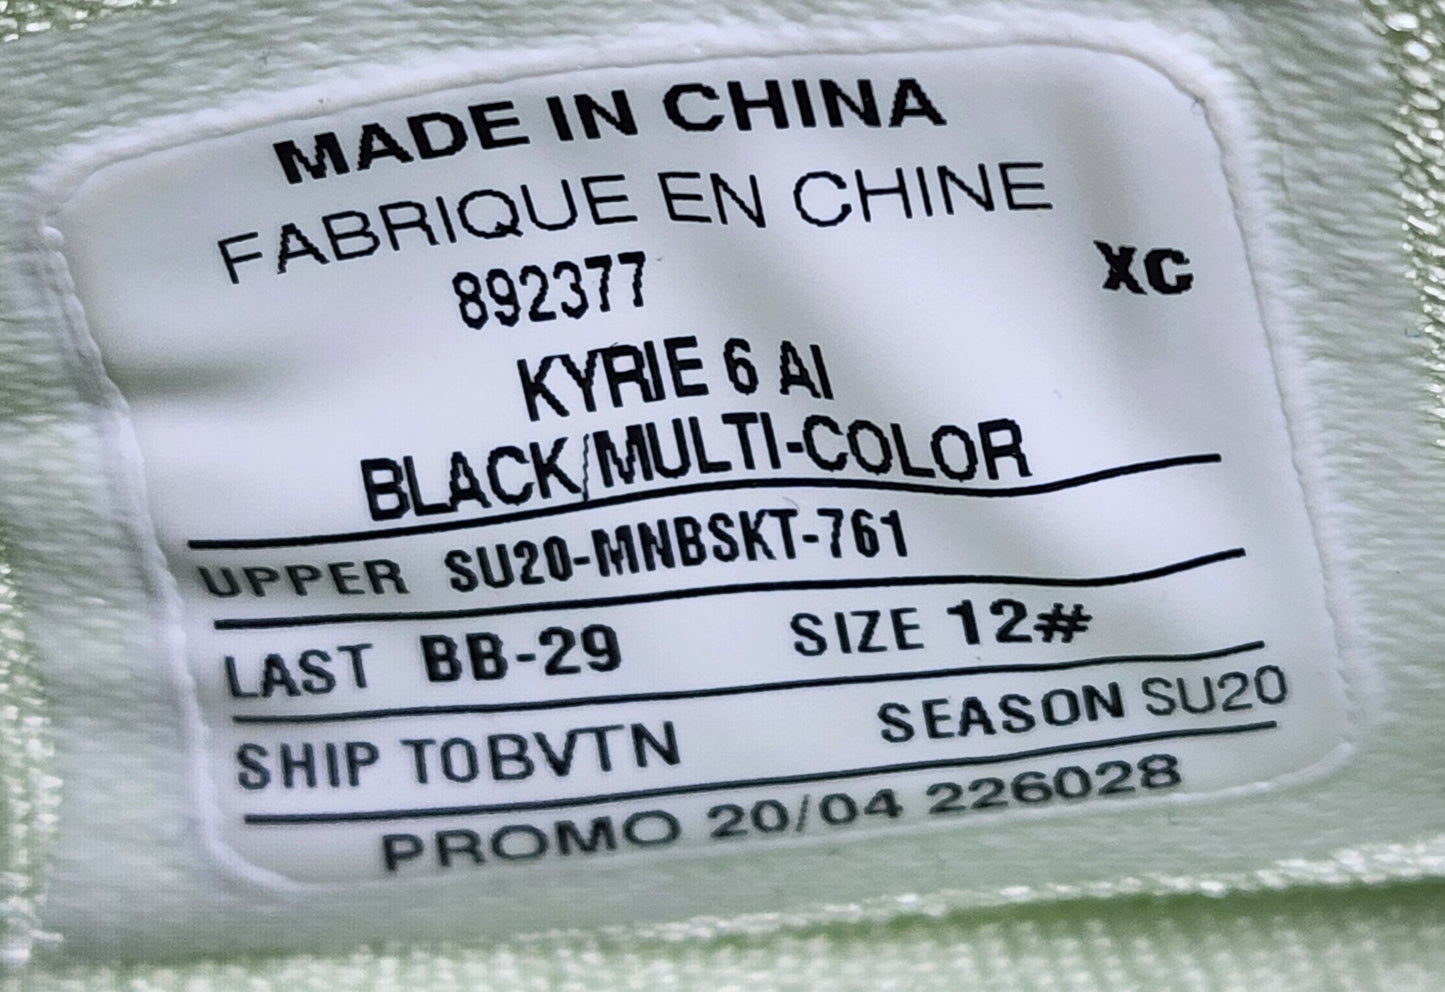 MADE IN CHINA
FABRIQUE EN CHINE
892377
XC
KYRIE 6 AI
BLACK/MULTI-COLOR
UPPER SU20-MNBSKT-761
LAST BB-29 SIZE 12#
SHIP TOBVTN SEASON SU20
PROMO 20/04 226028